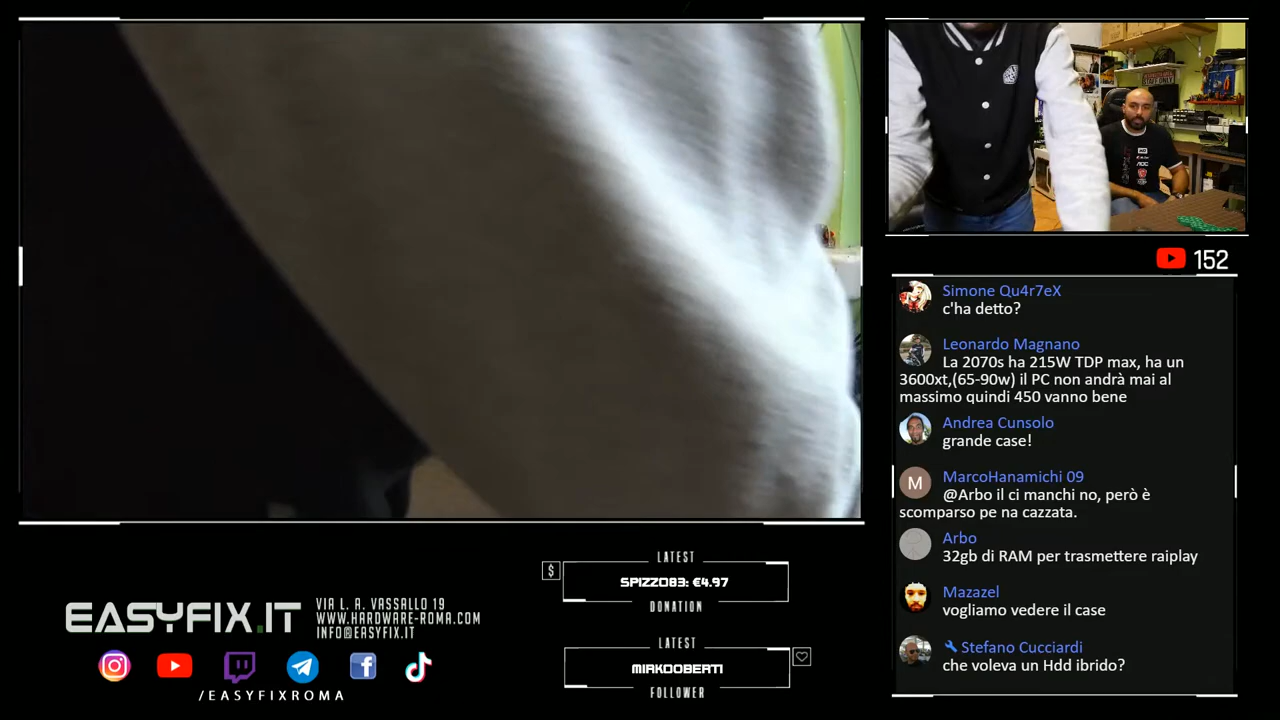 152
Simone Qu4r7eX
c'ha detto?
Leonardo Magnano
La 2070s ha 215W TDP max, ha un
3600xt,(65-90w) il PC non andrà mai al
massimo quindi 450 vanno bene
Andrea Cunsolo
grande case!
M
MarcoHanamichi 09
@Arbo il ci manchi no, però è
scomparso pe na cazzata.
Arbo
32gb di RAM per trasmettere raiplay
Mazazel
vogliamo vedere il case
Stefano Cucciardi
che voleva un Hdd ibrido?
LATEST
$
SPIZZO83: €4.97
DONATION
LATEST
MIRKOOBERTI
FOLLOWER
EASYFIX.IT
VIA L. A. VASSALLO 19
WWW.HARDWARE-ROMA.COM
INFO@EASYFIX.IT
/EASYFIXROMA